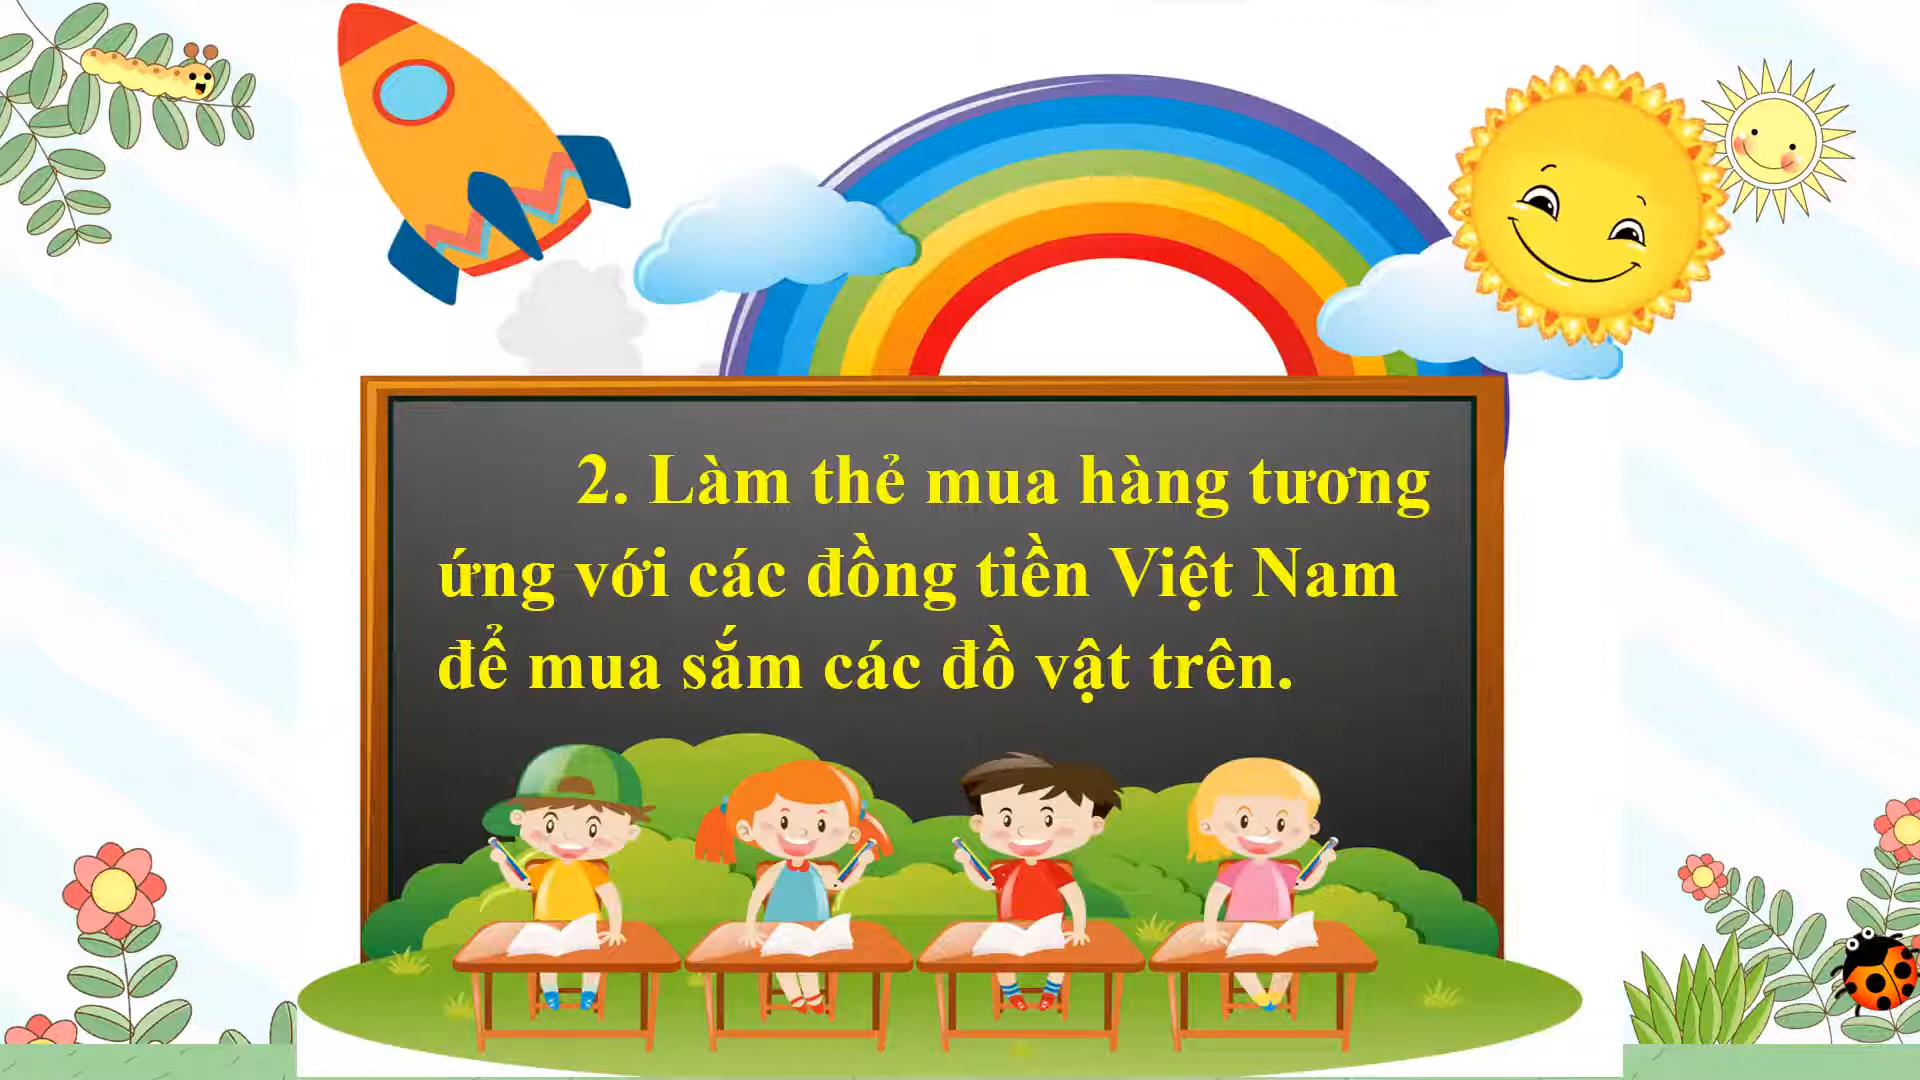 2. Làm thẻ mua hàng tương
ứng với các đồng tiền Việt Nam
để mua sắm các đồ vật trên.